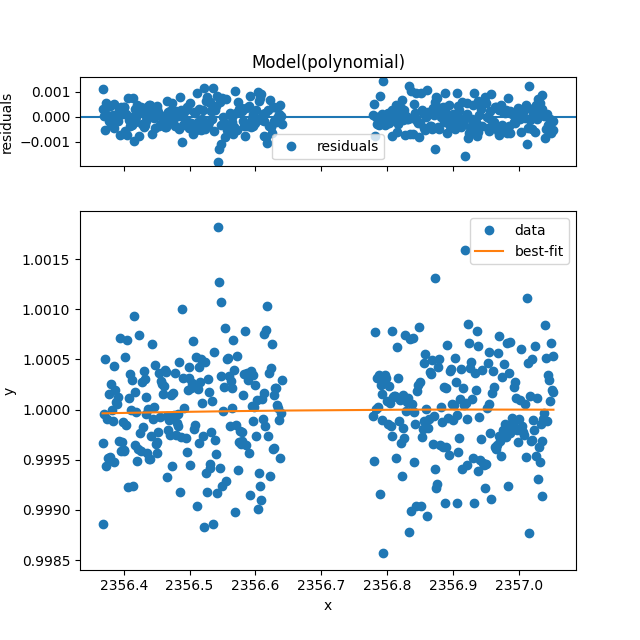 Model(polynomial)
residuals
0.001
0.000
−0.001
residuals
y
1.0015
1.0010
1.0005
1.0000
0.9995
0.9990
0.9985
data
best-fit
2356.4 2356.5 2356.6 2356.7 2356.8 2356.9 2357.0
x